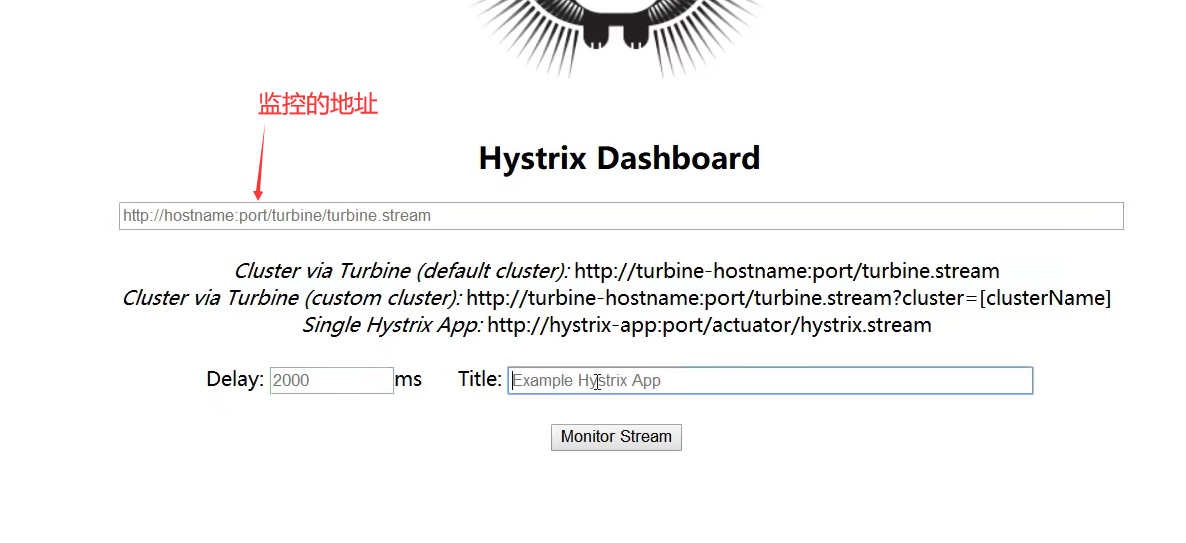 监控的地址
Hystrix Dashboard
http://hostname:port/turbine/turbine.stream
Cluster via Turbine (default cluster): http://turbine-hostname:port/turbine.stream
Cluster via Turbine (custom cluster): http://turbine-hostname:port/turbine.stream?cluster=[clusterName]
Single Hystrix App: http://hystrix-app:port/actuator/hystrix.stream
Delay: 2000 ms Title: Example Hystrix App
Monitor Stream